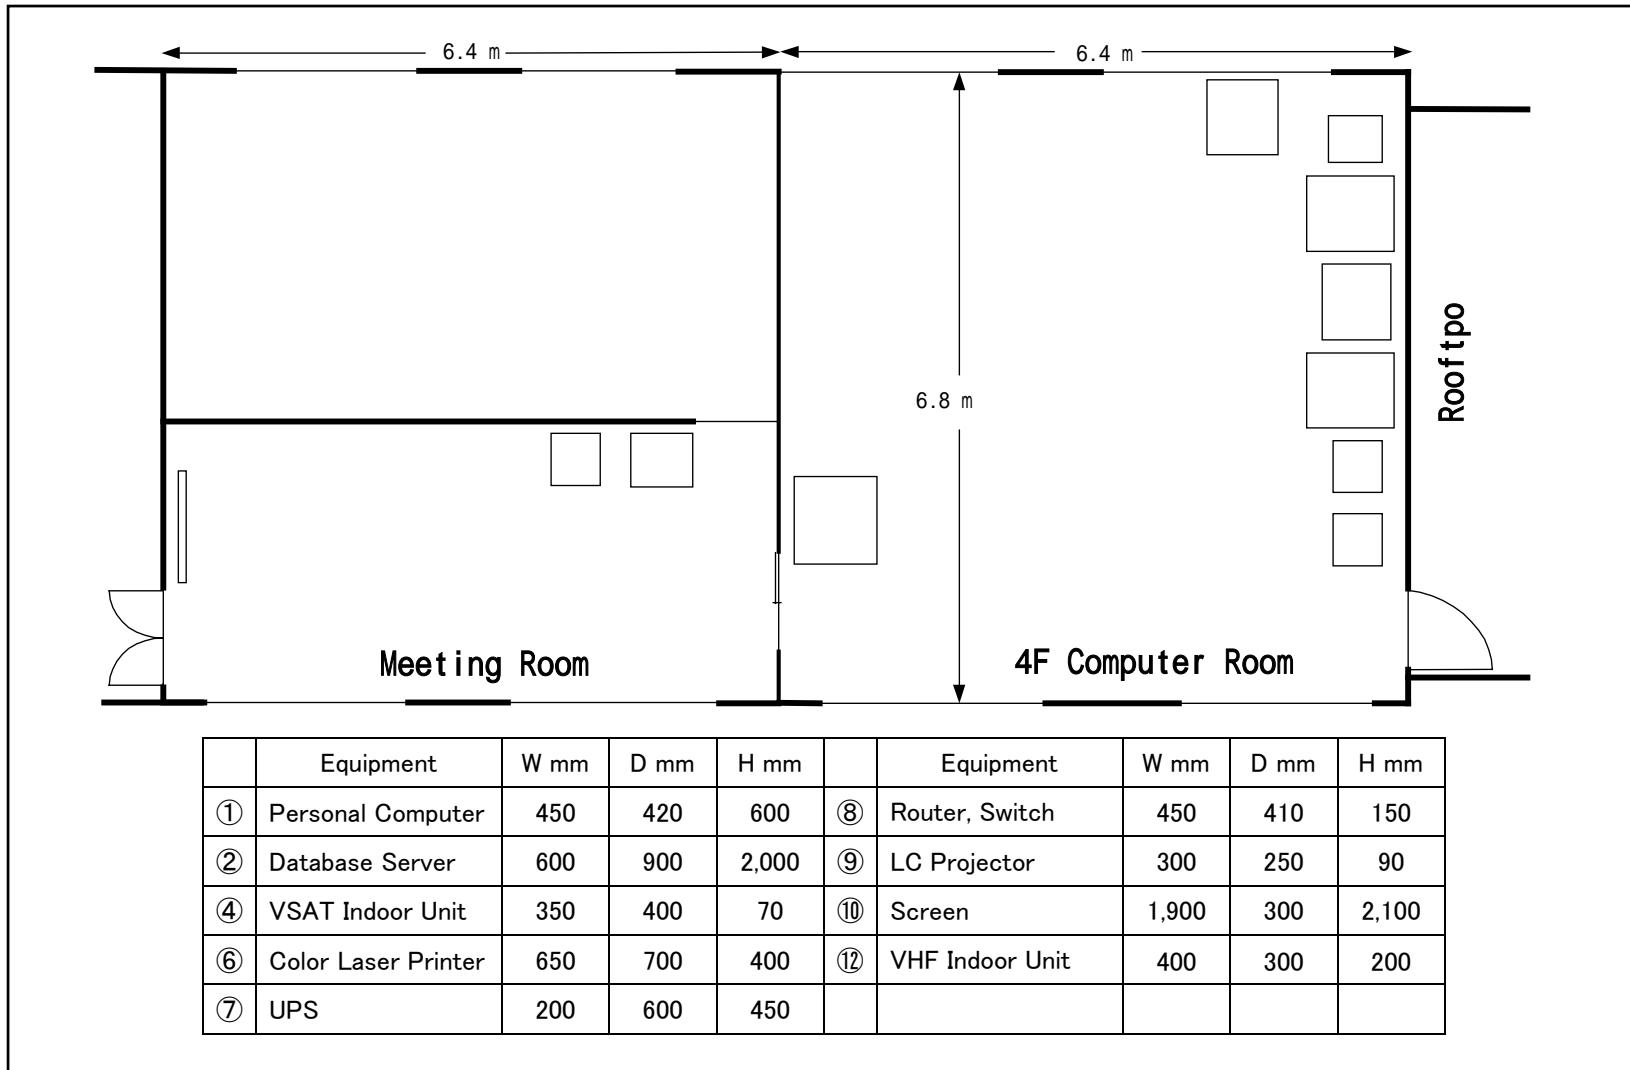 6.4 m 6.4 m
6.8 m
Rooftpo
Meeting Room 4F Computer Room
Equipment W mm D mm H mm Equipment W mm D mm H mm
① Personal Computer 450 420 600 ⑧ Router, Switch 450 410 150
② Database Server 600 900 2,000 ⑨ LC Projector 300 250 90
④ VSAT Indoor Unit 350 400 70 ⑩ Screen 1,900 300 2,100
⑥ Color Laser Printer 650 700 400 ⑫ VHF Indoor Unit 400 300 200
⑦ UPS 200 600 450